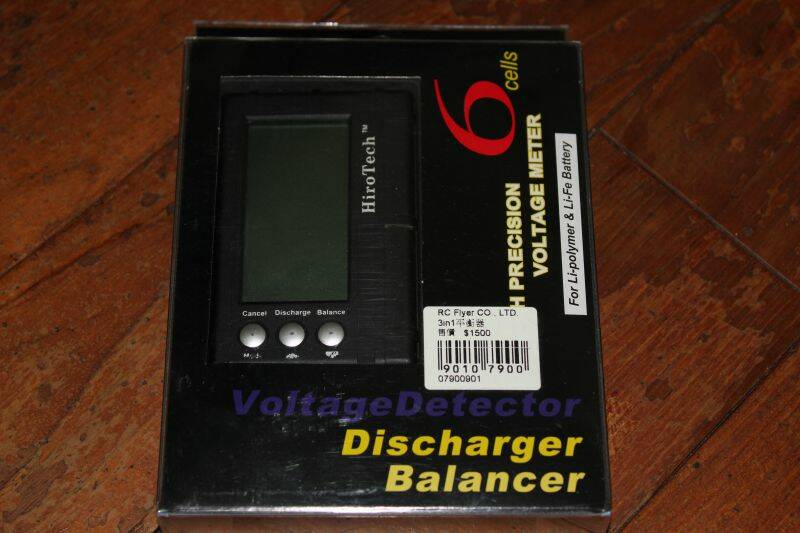 6 cells
H PRECISION
VOLTAGE METER
For Li-polymer & Li-Fe Battery
HiroTech™
Cancel Discharge Balance
RC Flyer CO., LTD.
3in1平衡器
售價 $1500
9010 7900
07900901
VoltageDetector
Discharger
Balancer